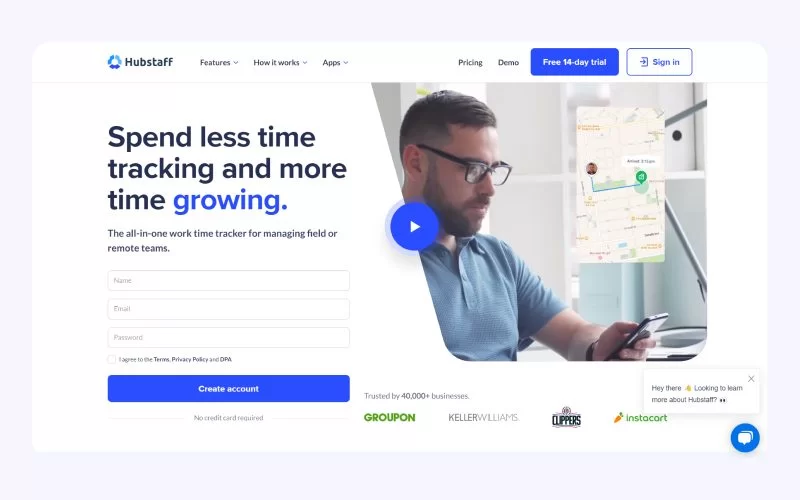 Hubstaff
Features
How it works
Apps
Pricing
Demo
Free 14-day trial
Sign in
Spend less time
tracking and more
time growing.
The all-in-one work time tracker for managing field or
remote teams.
Name
Email
Password
I agree to the Terms, Privacy Policy and DPA
Create account
No credit card required
Arrived: 3:15pm
Trusted by 40,000+ businesses.
GROUPON
KELLERWILLIAMS.
CLIPPERS
instacart
Hey there 👋 Looking to learn
more about Hubstaff? 👀